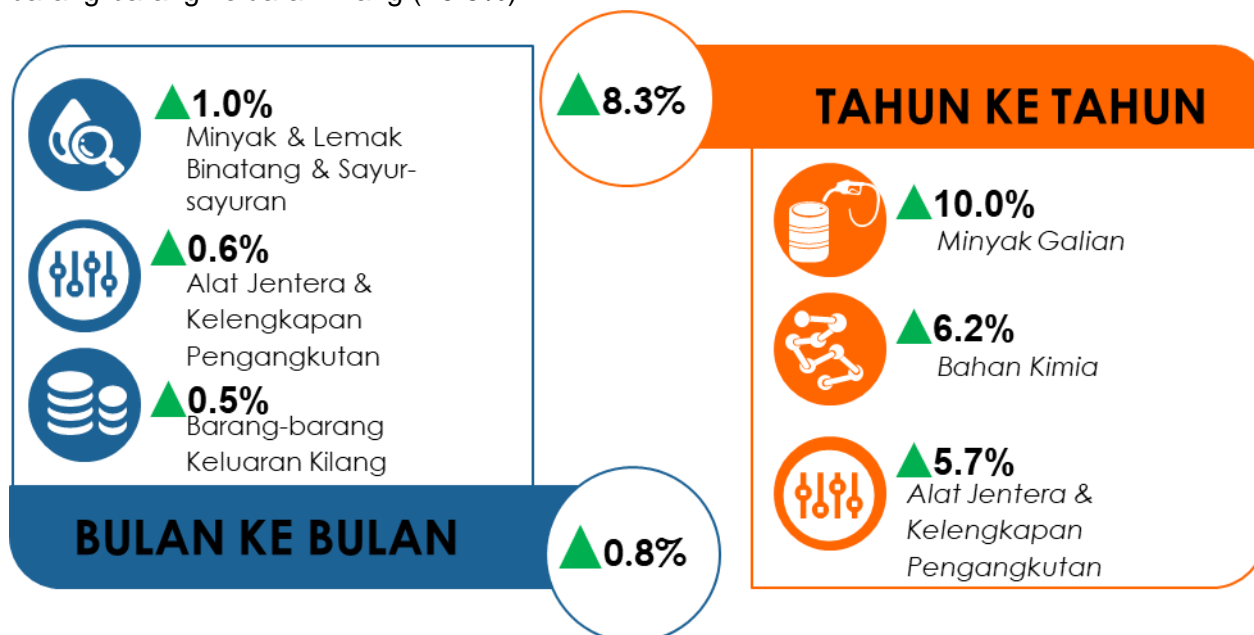 1.0%
Minyak & Lemak
Binatang & Sayur-
sayuran
0.6%
Alat Jentera &
Kelengkapan
Pengangkutan
0.5%
Barang-barang
Keluaran Kilang
BULAN KE BULAN
0.8%
8.3%
TAHUN KE TAHUN
10.0%
Minyak Galian
6.2%
Bahan Kimia
5.7%
Alat Jentera &
Kelengkapan
Pengangkutan